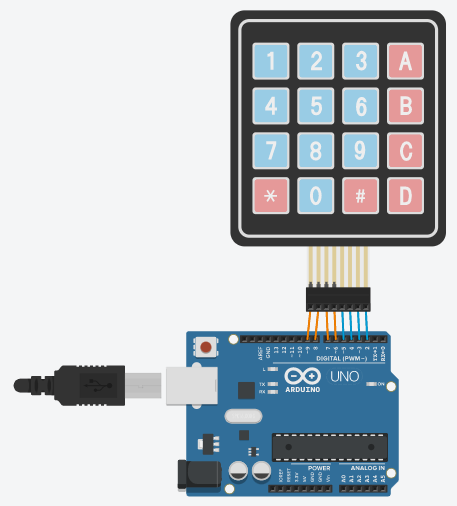 1 2 3 A
4 5 6 B
7 8 9 C
* 0 # D
AREF
GND
13
12
~11
~10
~9
8
7
~6
~5
4
~3
2
TX→1
RX←0
DIGITAL (PWM~)
L
TX
RX
UNO
ARDUINO
ON
POWER
ANALOG IN
IOREF
RESET
3.3V
5V
GND
GND
Vin
A0
A1
A2
A3
A4
A5